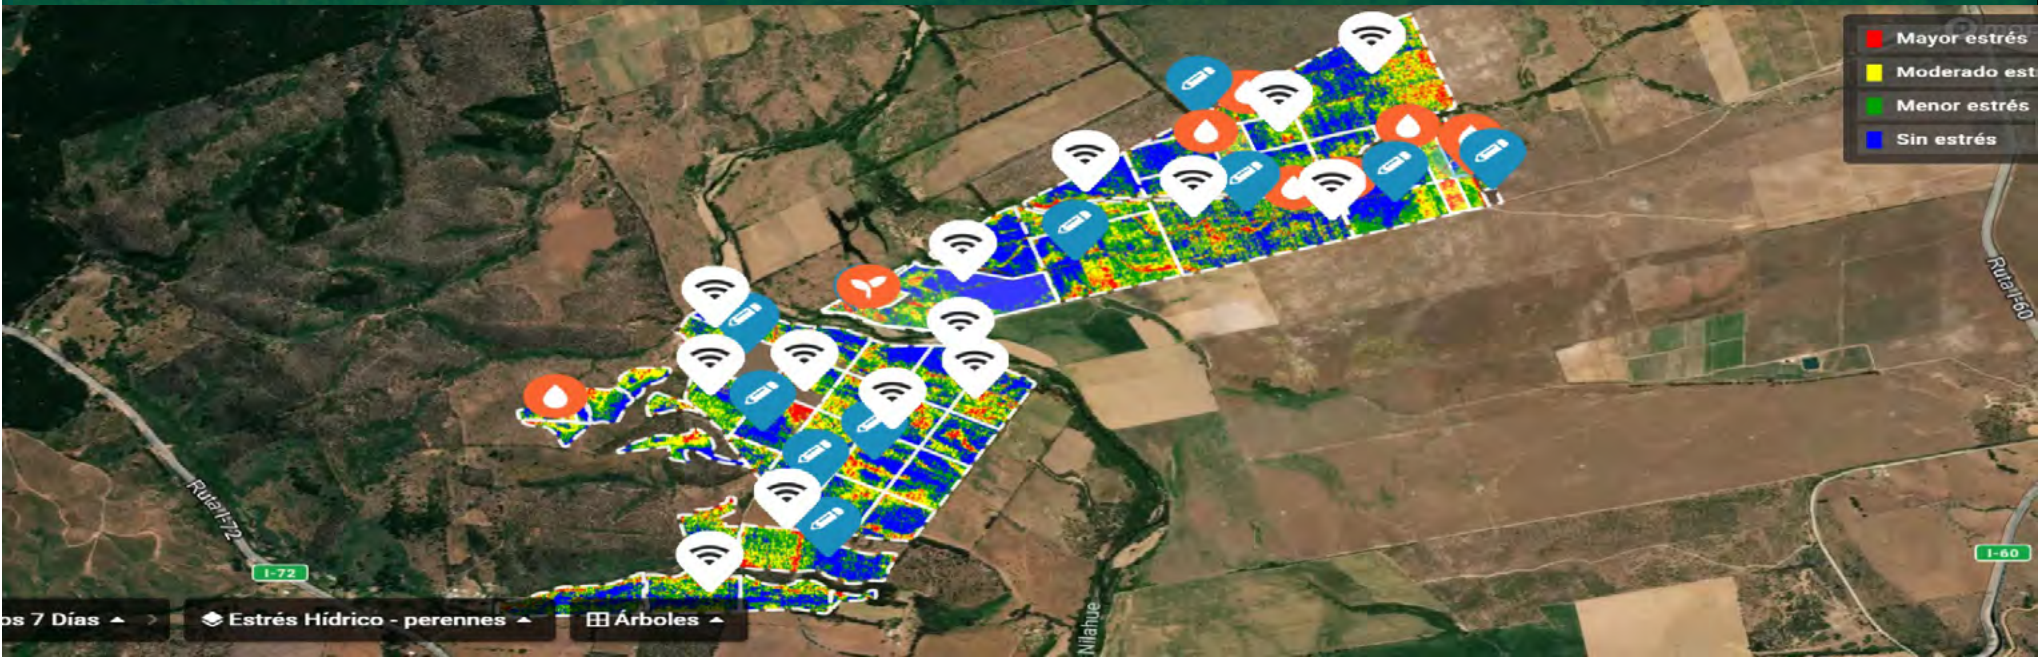 Mayor estrés
Moderado est
Menor estrés
Sin estrés
Ruta I-60
Ruta I-72
I-72
I-60
os 7 Días
Estrés Hídrico - perennes
Árboles
Nilahue